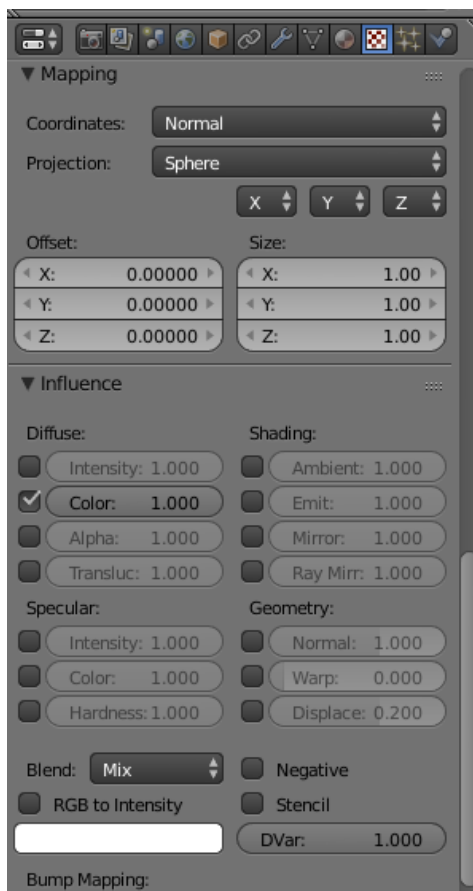 Mapping
Coordinates: Normal
Projection: Sphere
X Y Z
Offset: Size:
X: 0.00000 X: 1.00
Y: 0.00000 Y: 1.00
Z: 0.00000 Z: 1.00
Influence
Diffuse: Shading:
Intensity: 1.000 Ambient: 1.000
Color: 1.000 Emit: 1.000
Alpha: 1.000 Mirror: 1.000
Transluc: 1.000 Ray Mirr: 1.000
Specular: Geometry:
Intensity: 1.000 Normal: 1.000
Color: 1.000 Warp: 0.000
Hardness: 1.000 Displace: 0.200
Blend: Mix Negative
RGB to Intensity Stencil
DVar: 1.000
Bump Mapping: